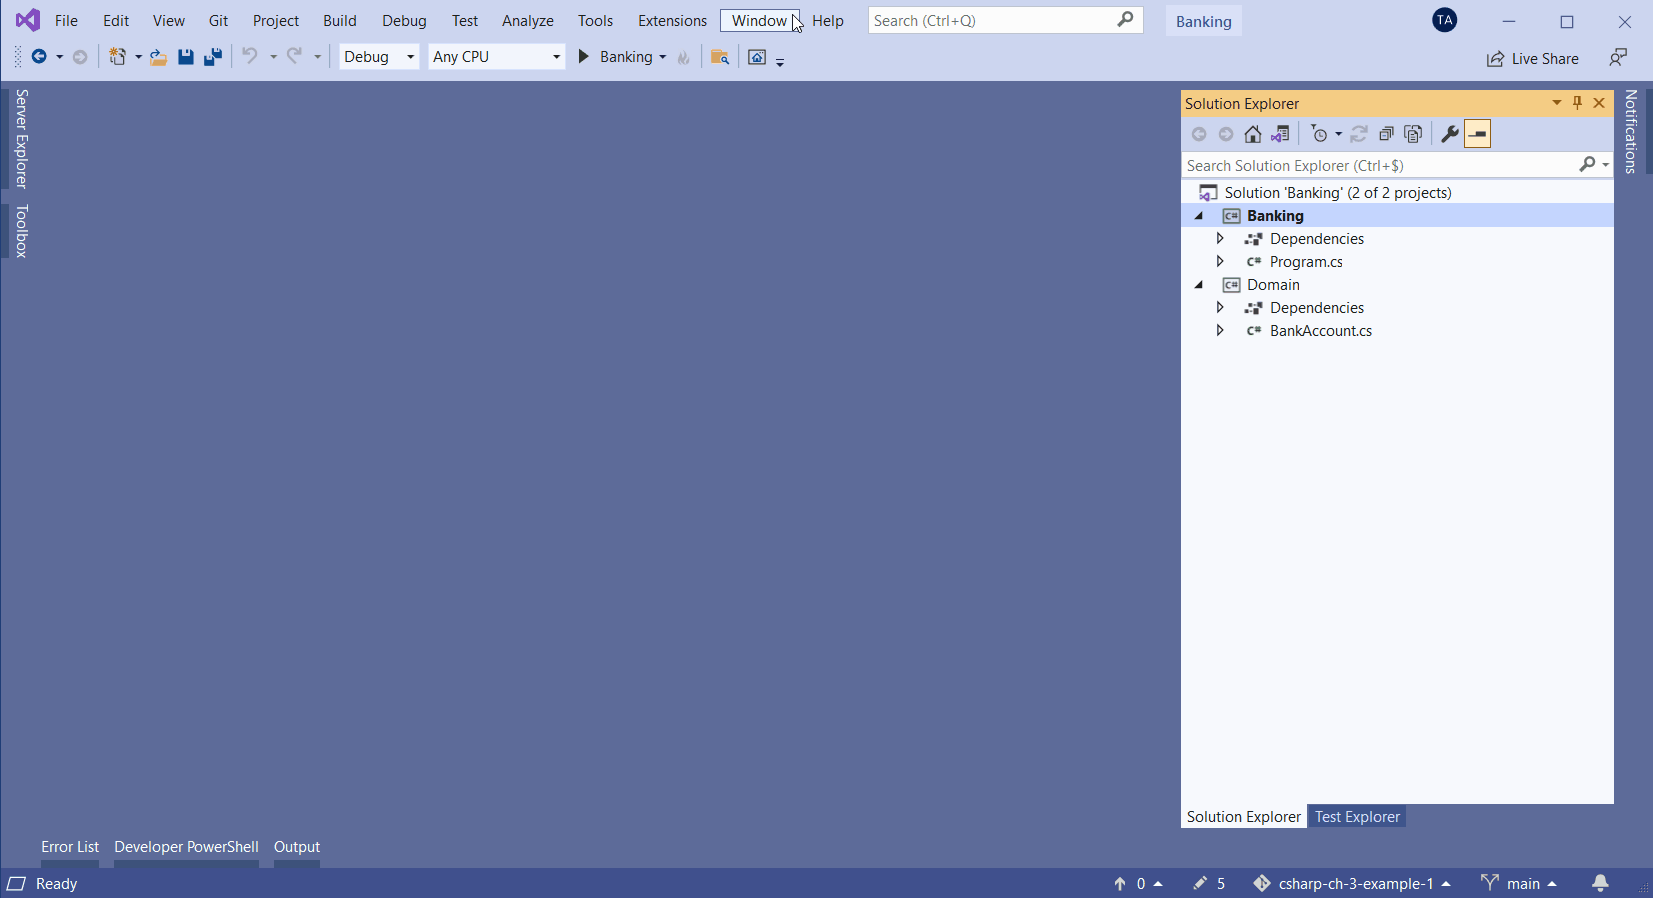 File Edit View Git Project Build Debug Test Analyze Tools Extensions Window Help Search (Ctrl+Q) Banking TA
Debug Any CPU Banking Live Share
Server Explorer
Toolbox
Solution Explorer
Search Solution Explorer (Ctrl+$)
Solution 'Banking' (2 of 2 projects)
C# Banking
Dependencies
C# Program.cs
C# Domain
Dependencies
C# BankAccount.cs
Solution Explorer Test Explorer
Notifications
Error List Developer PowerShell Output
Ready 0 5 csharp-ch-3-example-1 main